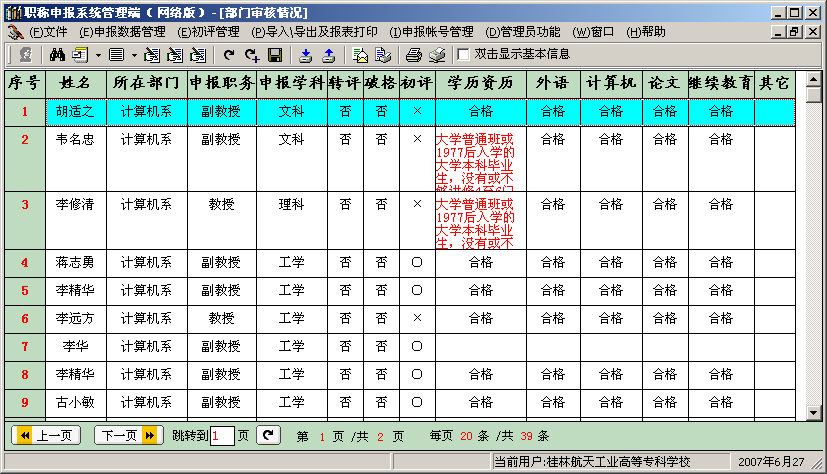 职称申报系统管理端（网络版）- [部门审核情况]
(F)文件 (E)申报数据管理 (E)初评管理 (P)导入\导出及报表打印 (I)申报帐号管理 (D)管理员功能 (W)窗口 (H)帮助
双击显示基本信息
序号 姓名 所在部门 申报职务 申报学科 转评 破格 初评 学历资历 外语 计算机 论文 继续教育 其它
1 胡适之 计算机系 副教授 文科 否 否 × 合格 合格 合格 合格 合格
2 韦名忠 计算机系 副教授 文科 否 否 × 大学普通班或 合格 合格 合格 合格
1977后入学的
大学本科毕业
生，没有或不
够进修4至6门
3 李修清 计算机系 教授 理科 否 否 × 大学普通班或 合格 合格 合格 合格
1977后入学的
大学本科毕业
生，没有或不
4 蒋志勇 计算机系 副教授 工学 否 否 ○ 合格 合格 合格 合格 合格
5 李精华 计算机系 副教授 工学 否 否 ○ 合格 合格 合格 合格 合格
6 李远方 计算机系 教授 工学 否 否 × 合格 合格 合格 合格 合格
7 李华 计算机系 副教授 工学 否 否 ○
8 李精华 计算机系 副教授 工学 否 否 ○ 合格 合格 合格 合格 合格
9 古小敏 计算机系 副教授 工学 否 否 ○ 合格 合格 合格 合格 合格
上一页 下一页 跳转到 1 页 第 1 页 /共 2 页 每页 20 条 /共 39 条
当前用户:桂林航天工业高等专科学校 2007年6月27